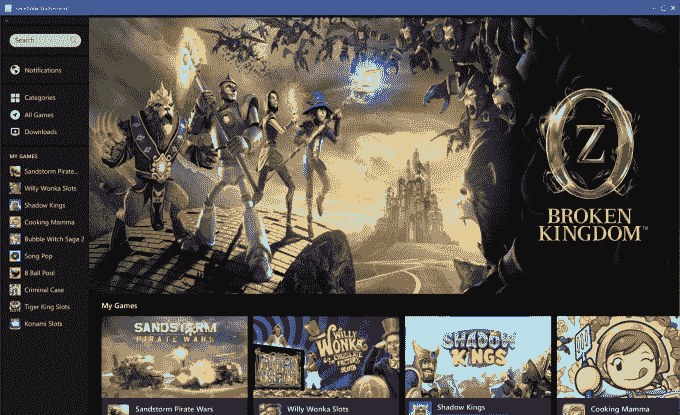 Search...
Notifications
Categories
All Games
Downloads
MY GAMES
Sandstorm Pirate...
Willy Wonka Slots
Shadow Kings
Cooking Mamma
Bubble Witch Saga 2
Song Pop
8 Ball Pool
Criminal Case
Tiger King Slots
Konami Slots
OZ
BROKEN
KINGDOM™
My Games
SANDSTORM
PIRATE WARS
WILLY
WONKA
SLOTS
SHADOW
KINGS
Sandstorm Pirate Wars
Willy Wonka Slots
Shadow Kings
Cooking Mamma